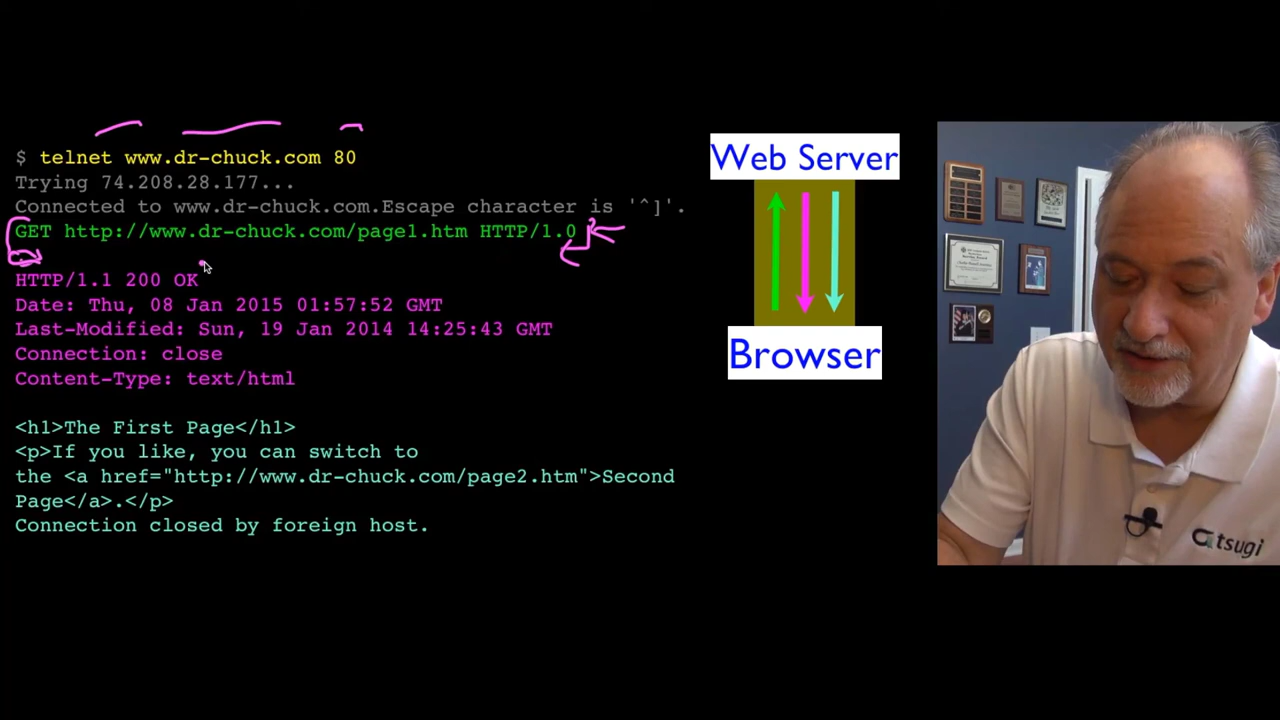 $ telnet www.dr-chuck.com 80
Trying 74.208.28.177...
Connected to www.dr-chuck.com.Escape character is '^]'.
GET http://www.dr-chuck.com/page1.htm HTTP/1.0
HTTP/1.1 200 OK
Date: Thu, 08 Jan 2015 01:57:52 GMT
Last-Modified: Sun, 19 Jan 2014 14:25:43 GMT
Connection: close
Content-Type: text/html
<h1>The First Page</h1>
<p>If you like, you can switch to
the <a href="http://www.dr-chuck.com/page2.htm">Second
Page</a>.</p>
Connection closed by foreign host.
Web Server
Browser
tsugi